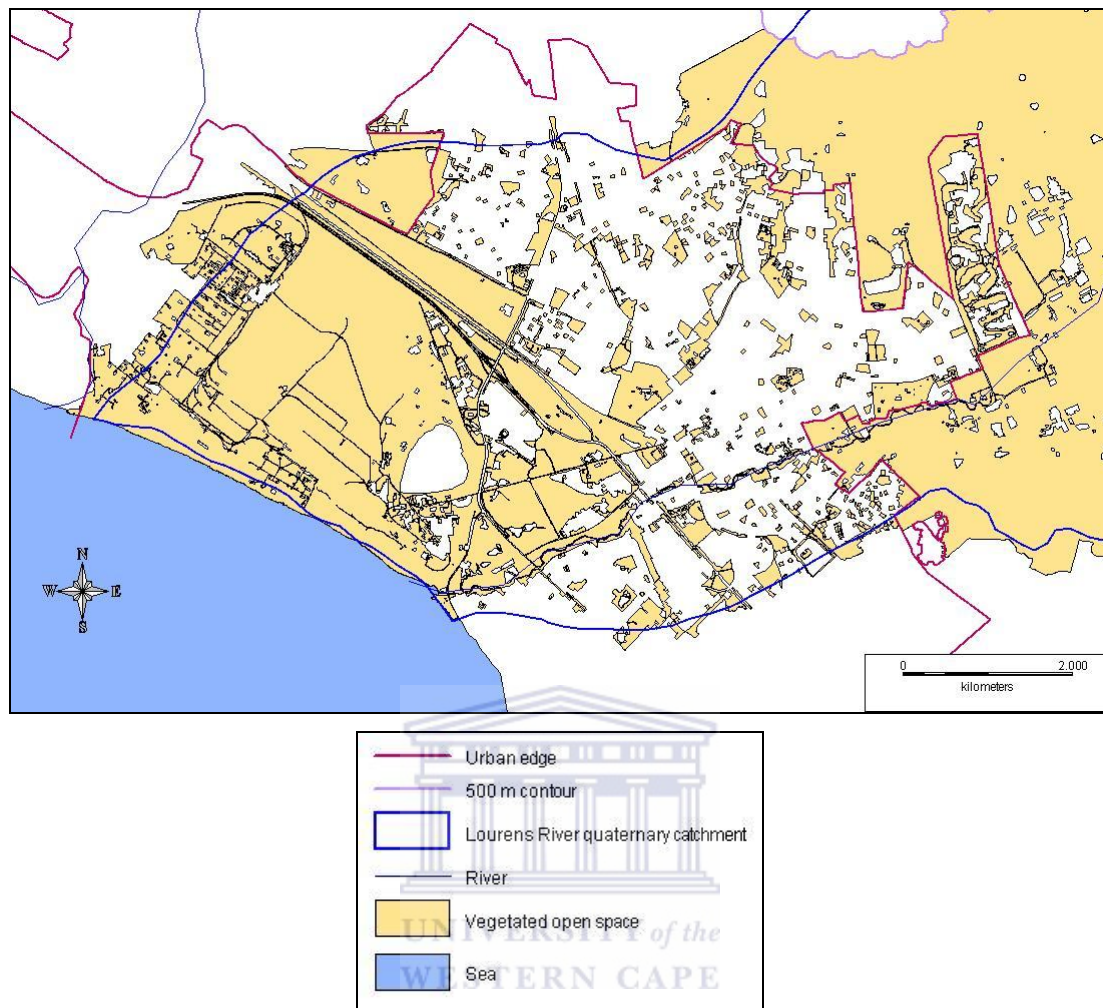 N
W E
S
0 2.000
kilometers
Urban edge
500 m contour
Lourens River quaternary catchment
River
Vegetated open space
UNIVERSITY of the
Sea
WESTERN CAPE